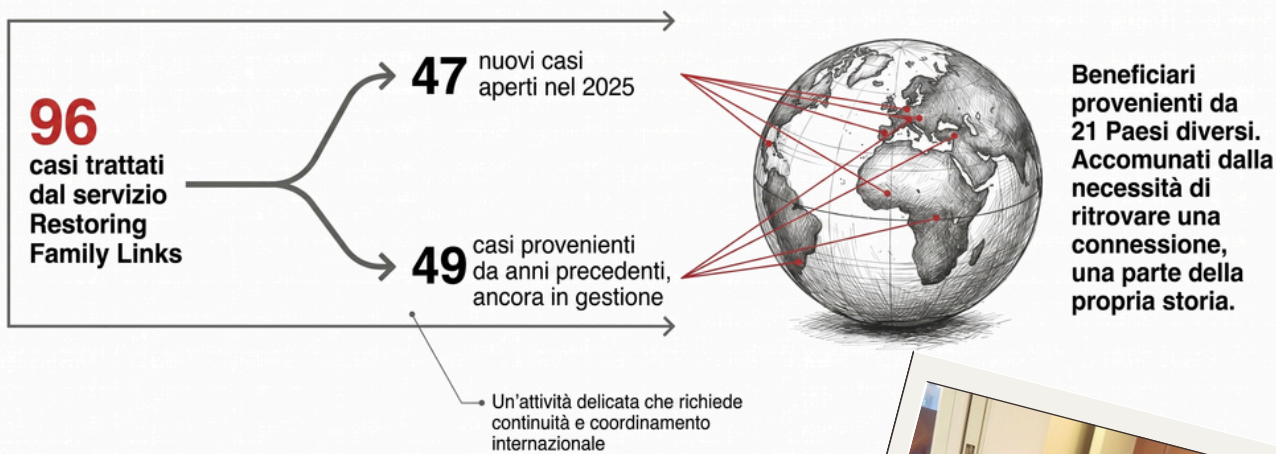 96
casi trattati
dal servizio
Restoring
Family Links
47 nuovi casi
aperti nel 2025
49 casi provenienti
da anni precedenti,
ancora in gestione
Un'attività delicata che richiede
continuità e coordinamento
internazionale
Beneficiari
provenienti da
21 Paesi diversi.
Accomunati dalla
necessità di
ritrovare una
connessione,
una parte della
propria storia.